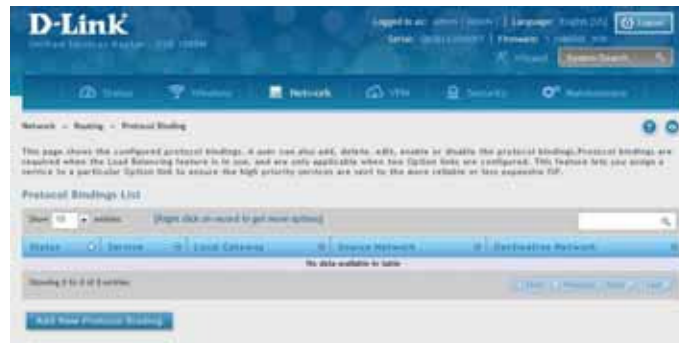 D-Link
Logged in as: admin
Language: English [US]
Logout
Unified Services Router
Serial:
Firmware:
Wizard
System Search
Status
Wireless
Network
VPN
Security
Maintenance
Network » Routing » Protocol Binding
This page shows the configured protocol bindings. A user can also add, delete, edit, enable or disable the protocol bindings.Protocol bindings are
required when the Load Balancing feature is in use, and are only applicable when two Option links are configured. This feature lets you assign a
service to a particular Option link to ensure the high priority services are sent to the more reliable or less expensive ISP.
Protocol Bindings List
Show 10 entries [Right click on record to get more options]
Status Service Local Gateway Source Network Destination Network
No data available in table
Showing 0 to 0 of 0 entries
First Previous Next Last
Add New Protocol Binding